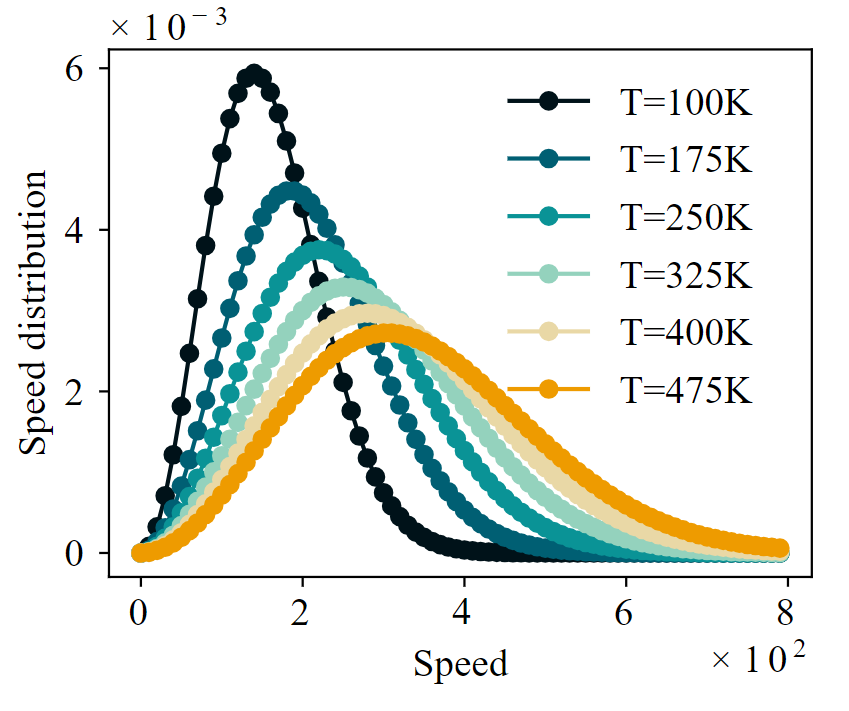 × 10⁻³
6
4
2
0
Speed distribution
T=100K
T=175K
T=250K
T=325K
T=400K
T=475K
0 2 4 6 8
Speed
× 10²